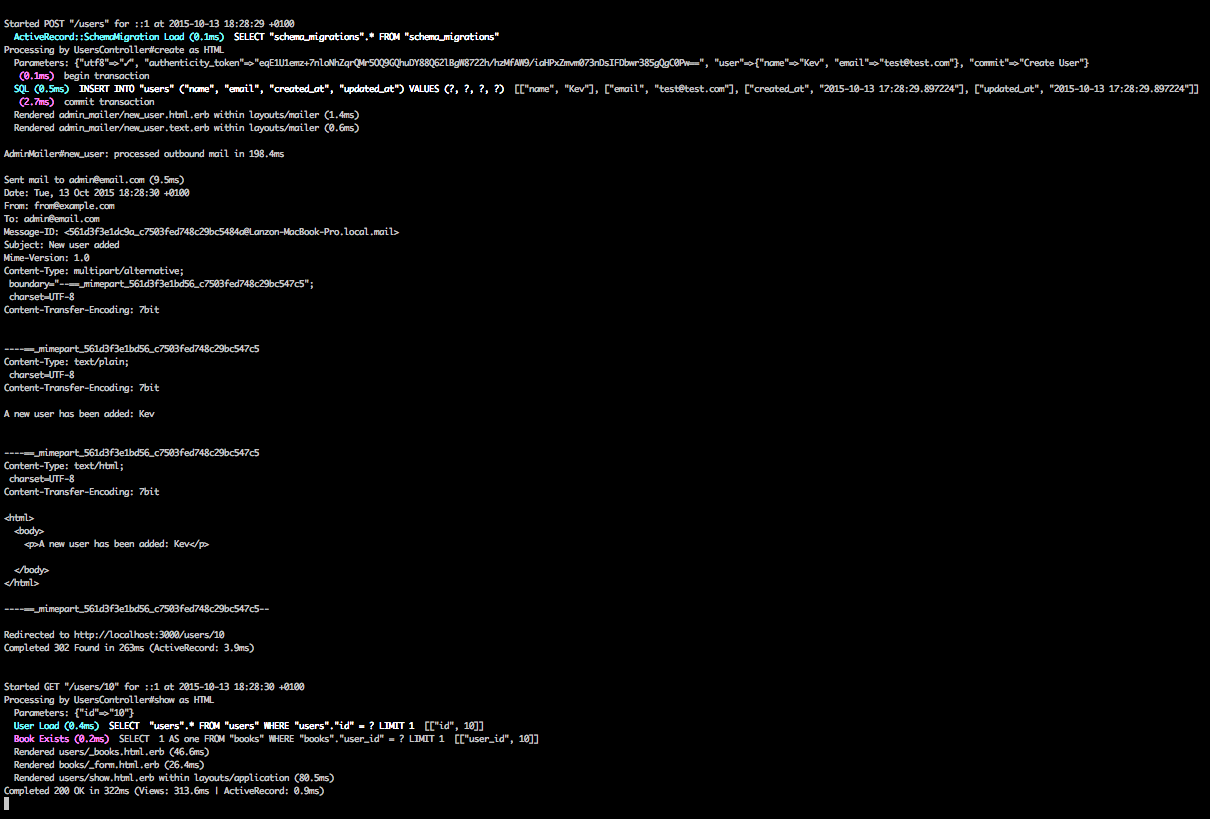 Started POST "/users" for ::1 at 2015-10-13 18:28:29 +0100
ActiveRecord::SchemaMigration Load (0.1ms)  SELECT "schema_migrations".* FROM "schema_migrations"
Processing by UsersController#create as HTML
Parameters: {"utf8"=>"✓", "authenticity_token"=>"eqE1U1emz+7nloNhZqrQMr5OQ9GQhuDY88Q62lBgW8722h/hzMfAW9/iaHPxZmvm073nDsIFDbwr385gQgC0Pw==", "user"=>{"name"=>"Kev", "email"=>"test@test.com"}, "commit"=>"Create User"}
(0.1ms)  begin transaction
SQL (0.5ms)  INSERT INTO "users" ("name", "email", "created_at", "updated_at") VALUES (?, ?, ?, ?)  [["name", "Kev"], ["email", "test@test.com"], ["created_at", "2015-10-13 17:28:29.897224"], ["updated_at", "2015-10-13 17:28:29.897224"]]
(2.7ms)  commit transaction
Rendered admin_mailer/new_user.html.erb within layouts/mailer (1.4ms)
Rendered admin_mailer/new_user.text.erb within layouts/mailer (0.6ms)
AdminMailer#new_user: processed outbound mail in 198.4ms
Sent mail to admin@email.com (9.5ms)
Date: Tue, 13 Oct 2015 18:28:30 +0100
From: from@example.com
To: admin@email.com
Message-ID: <561d3f3e1dc9a_c7503fed748c29bc5484a@Lanzon-MacBook-Pro.local.mail>
Subject: New user added
Mime-Version: 1.0
Content-Type: multipart/alternative;
boundary="--==_mimepart_561d3f3e1bd56_c7503fed748c29bc547c5";
charset=UTF-8
Content-Transfer-Encoding: 7bit
----==_mimepart_561d3f3e1bd56_c7503fed748c29bc547c5
Content-Type: text/plain;
charset=UTF-8
Content-Transfer-Encoding: 7bit
A new user has been added: Kev
----==_mimepart_561d3f3e1bd56_c7503fed748c29bc547c5
Content-Type: text/html;
charset=UTF-8
Content-Transfer-Encoding: 7bit
<html>
<body>
<p>A new user has been added: Kev</p>
</body>
</html>
----==_mimepart_561d3f3e1bd56_c7503fed748c29bc547c5--
Redirected to http://localhost:3000/users/10
Completed 302 Found in 263ms (ActiveRecord: 3.9ms)
Started GET "/users/10" for ::1 at 2015-10-13 18:28:30 +0100
Processing by UsersController#show as HTML
Parameters: {"id"=>"10"}
User Load (0.4ms)  SELECT  "users".* FROM "users" WHERE "users"."id" = ? LIMIT 1  [["id", 10]]
Book Exists (0.2ms)  SELECT  1 AS one FROM "books" WHERE "books"."user_id" = ? LIMIT 1  [["user_id", 10]]
Rendered users/_books.html.erb (46.6ms)
Rendered books/_form.html.erb (26.4ms)
Rendered users/show.html.erb within layouts/application (80.5ms)
Completed 200 OK in 322ms (Views: 313.6ms | ActiveRecord: 0.9ms)